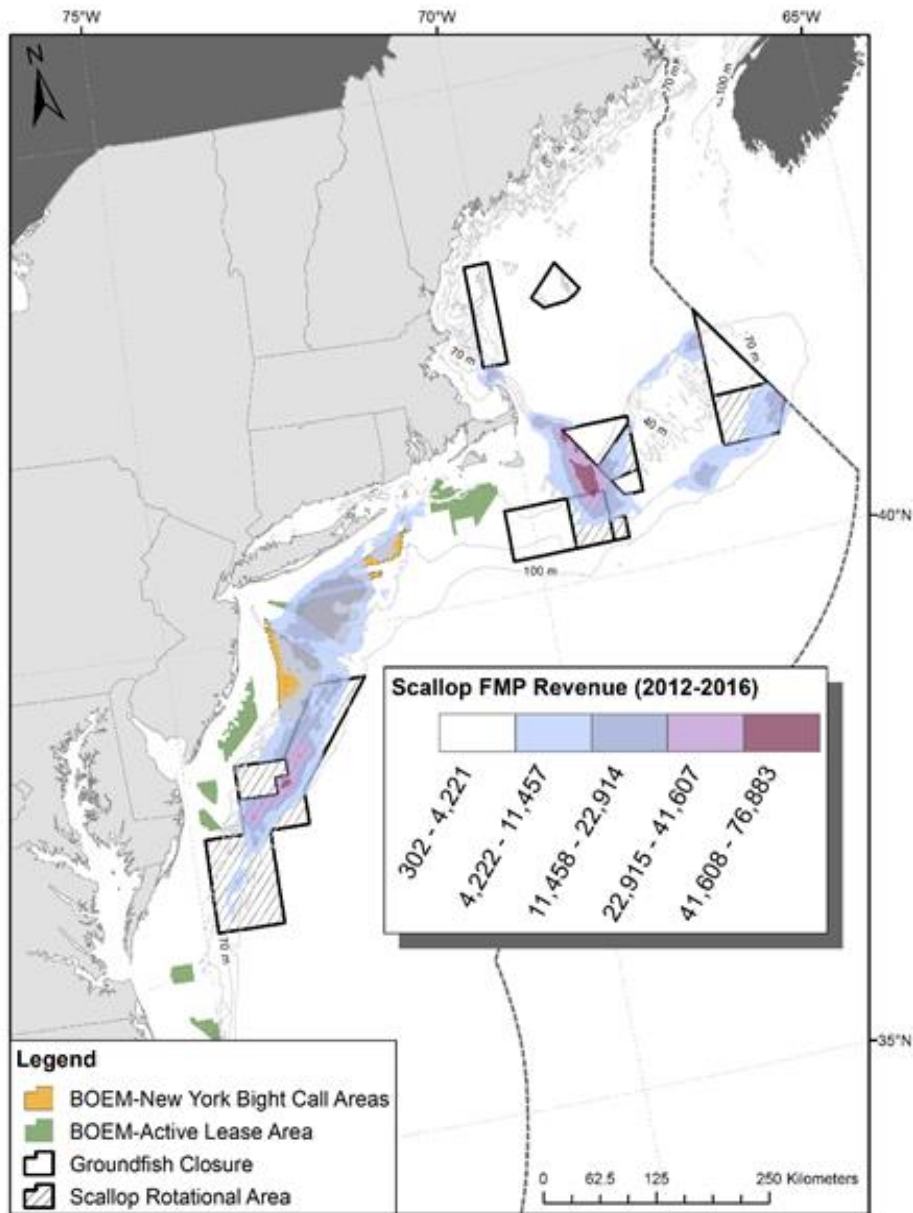 75°W 70°W 65°W
N
70 m
100 m
70 m
70 m
40 m
40°N
100 m
Scallop FMP Revenue (2012-2016)
302 - 4,221
4,222 - 11,457
11,458 - 22,914
22,915 - 41,607
41,608 - 76,883
70 m
35°N
Legend
BOEM-New York Bight Call Areas
BOEM-Active Lease Area
Groundfish Closure
Scallop Rotational Area
0 62.5 125 250 Kilometers